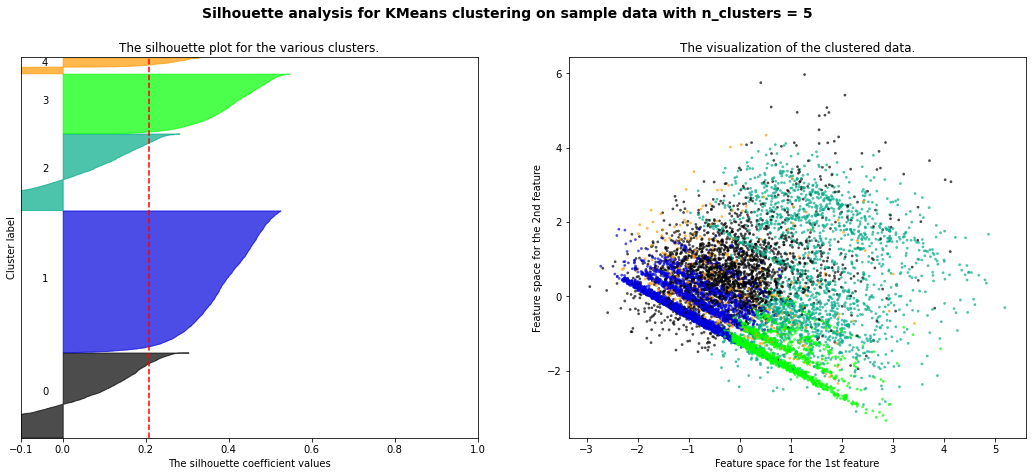 Silhouette analysis for KMeans clustering on sample data with n_clusters = 5
The silhouette plot for the various clusters.
4
3
2
1
0
Cluster label
−0.1 0.0 0.2 0.4 0.6 0.8 1.0
The silhouette coefficient values
The visualization of the clustered data.
6
4
2
0
−2
Feature space for the 2nd feature
−3 −2 −1 0 1 2 3 4 5
Feature space for the 1st feature